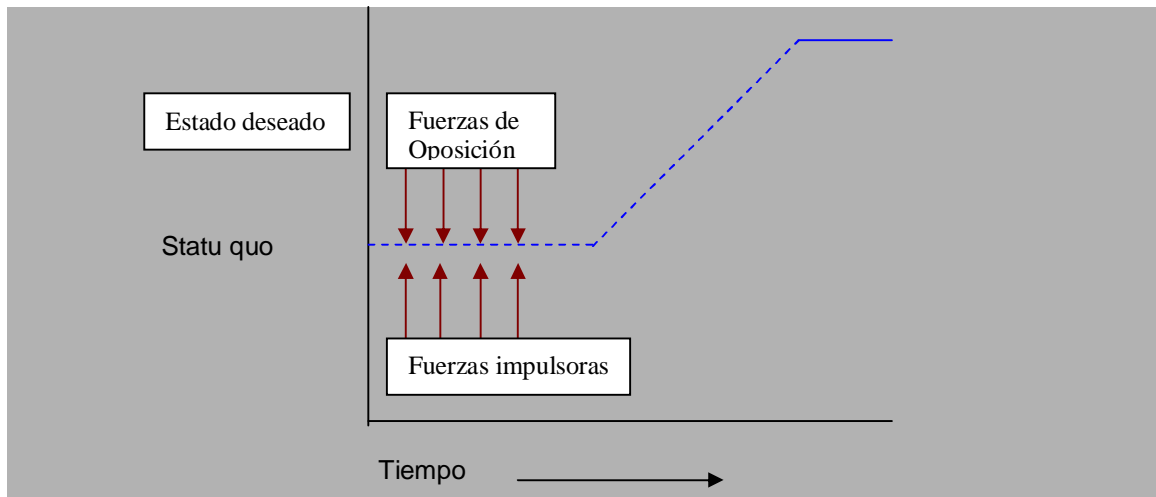 Estado deseado
Fuerzas de
Oposición
Statu quo
Fuerzas impulsoras
Tiempo